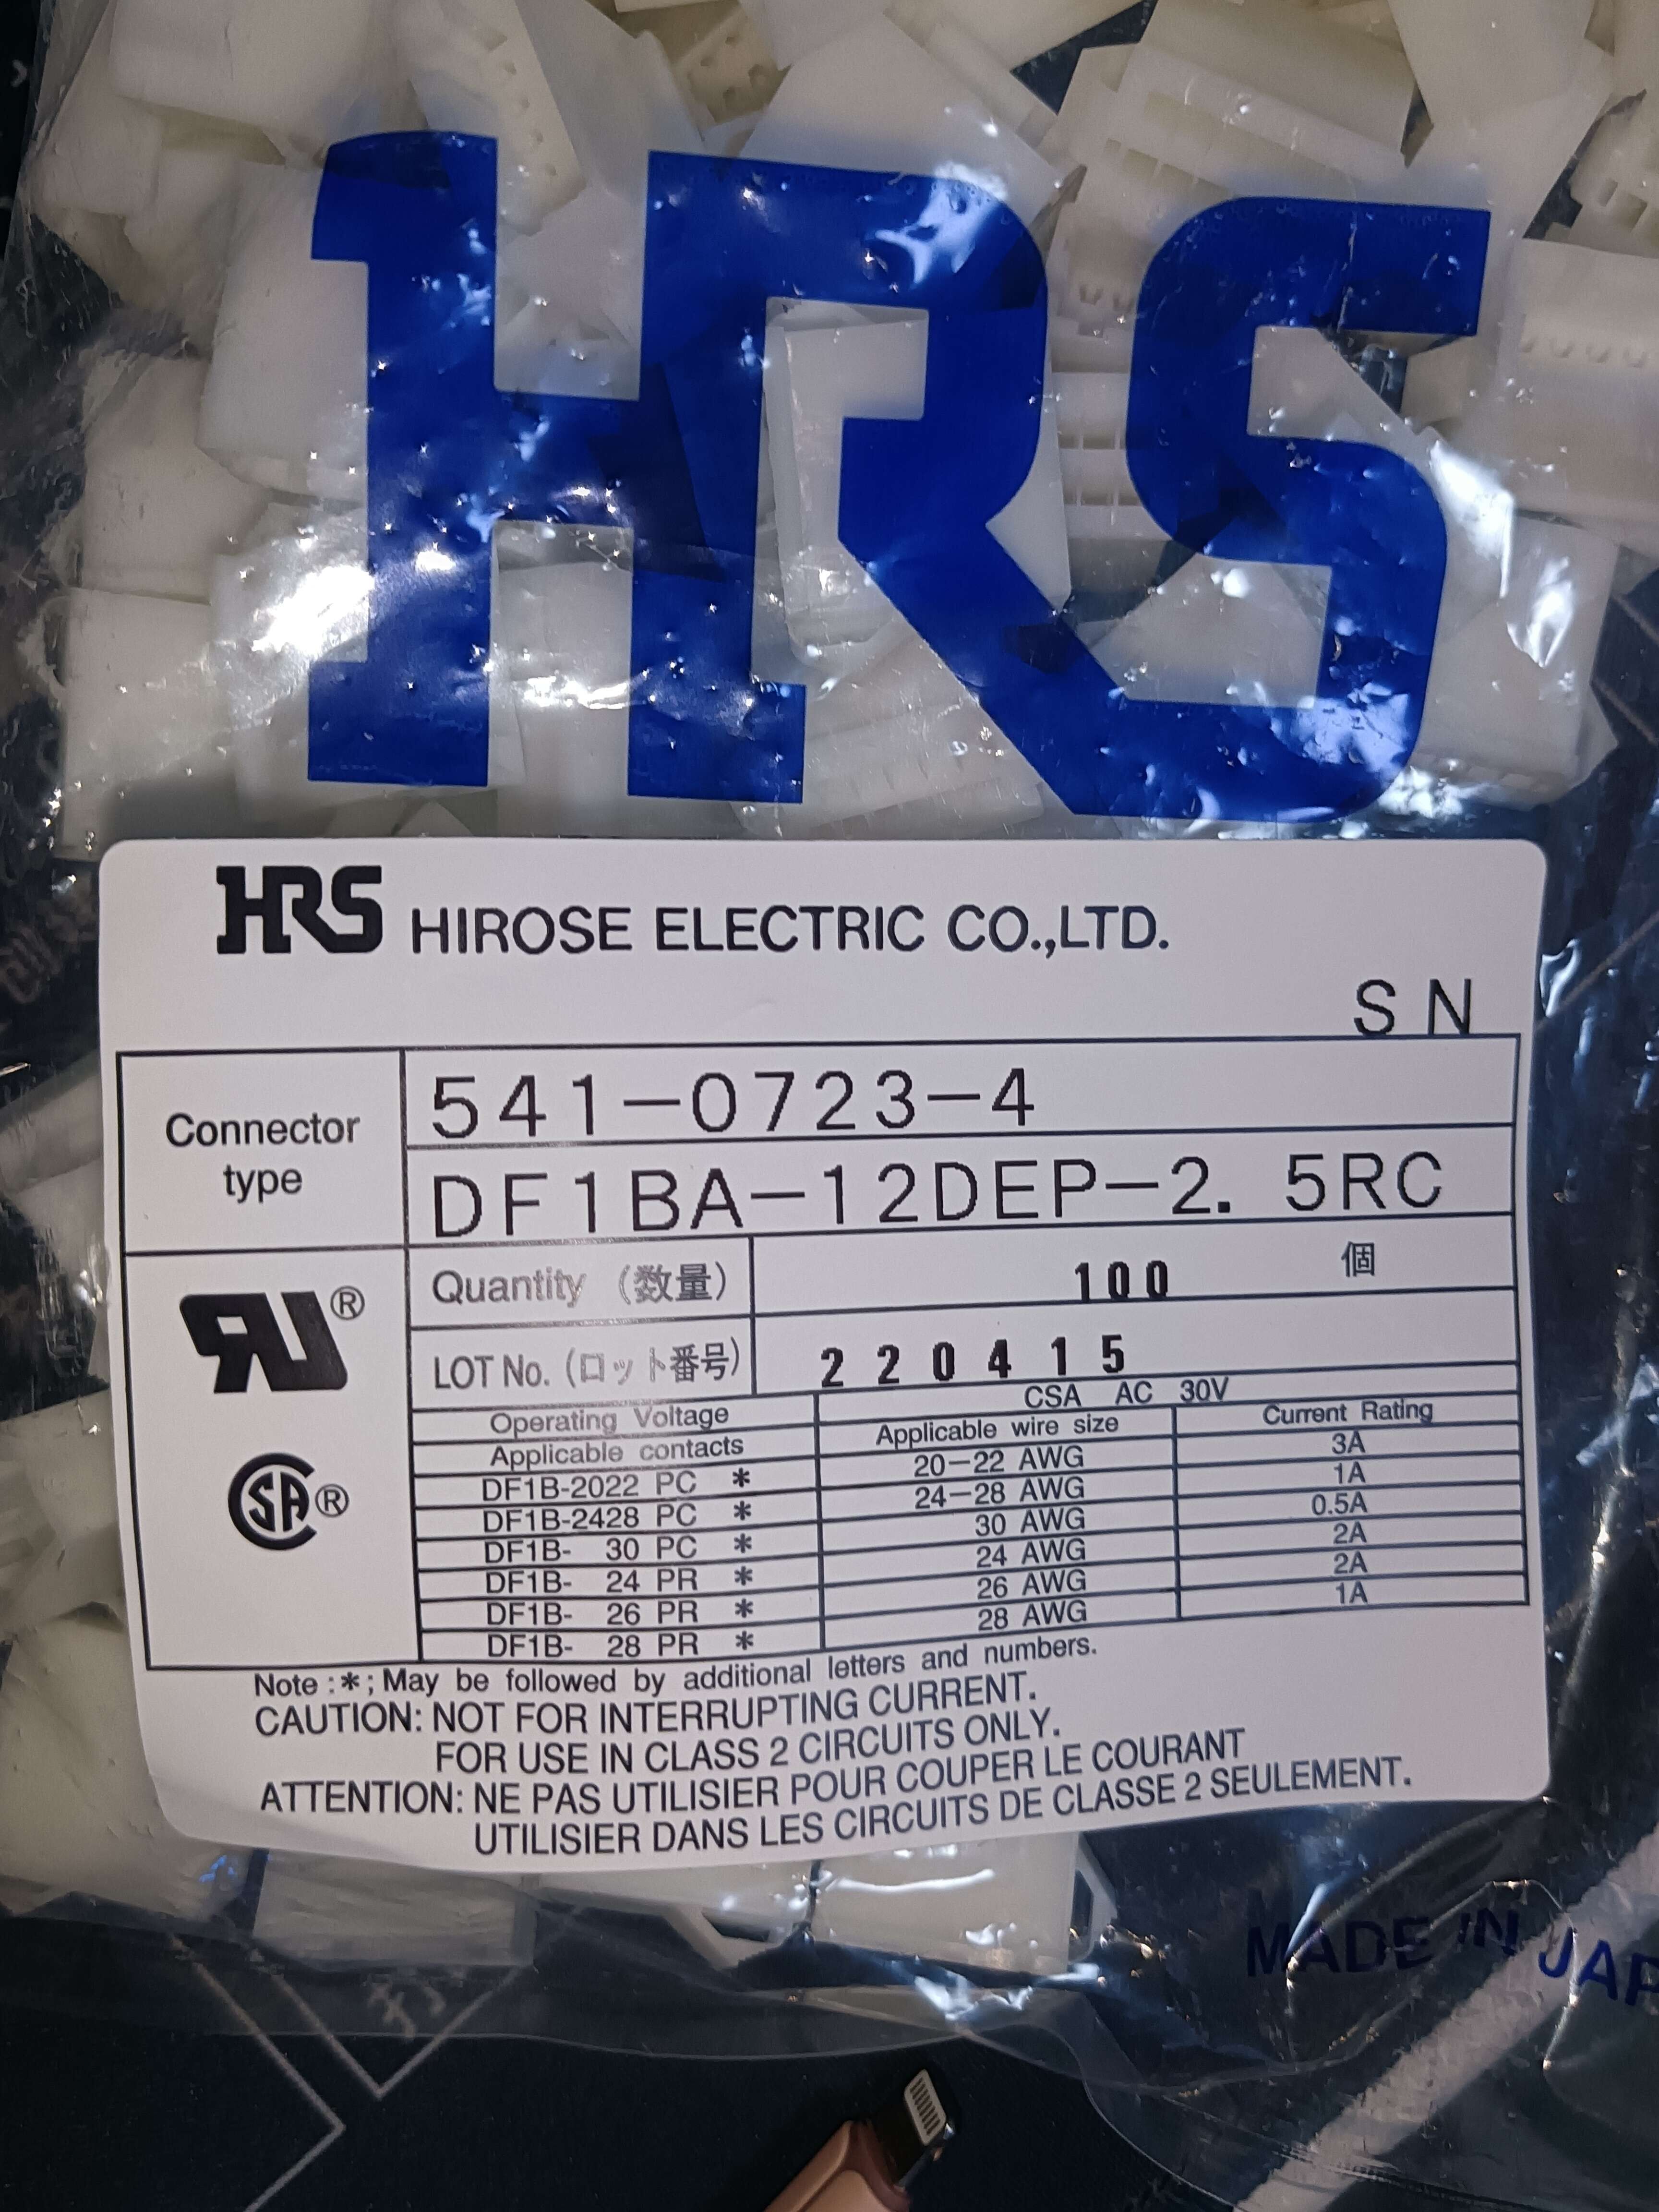 HRS
HRS HIROSE ELECTRIC CO.,LTD.
SN
Connector type
541-0723-4
DF1BA-12DEP-2. 5RC
Quantity (数量) 100 個
LOT No. (ロット番号) 220415
Operating Voltage CSA AC 30V
Applicable contacts Applicable wire size Current Rating
DF1B-2022 PC * 20-22 AWG 3A
DF1B-2428 PC * 24-28 AWG 1A
DF1B- 30 PC * 30 AWG 0.5A
DF1B- 24 PR * 24 AWG 2A
DF1B- 26 PR * 26 AWG 2A
DF1B- 28 PR * 28 AWG 1A
Note :*; May be followed by additional letters and numbers.
CAUTION: NOT FOR INTERRUPTING CURRENT.
FOR USE IN CLASS 2 CIRCUITS ONLY.
ATTENTION: NE PAS UTILISIER POUR COUPER LE COURANT
UTILISIER DANS LES CIRCUITS DE CLASSE 2 SEULEMENT.
RU®
SA®
MADE IN JAP